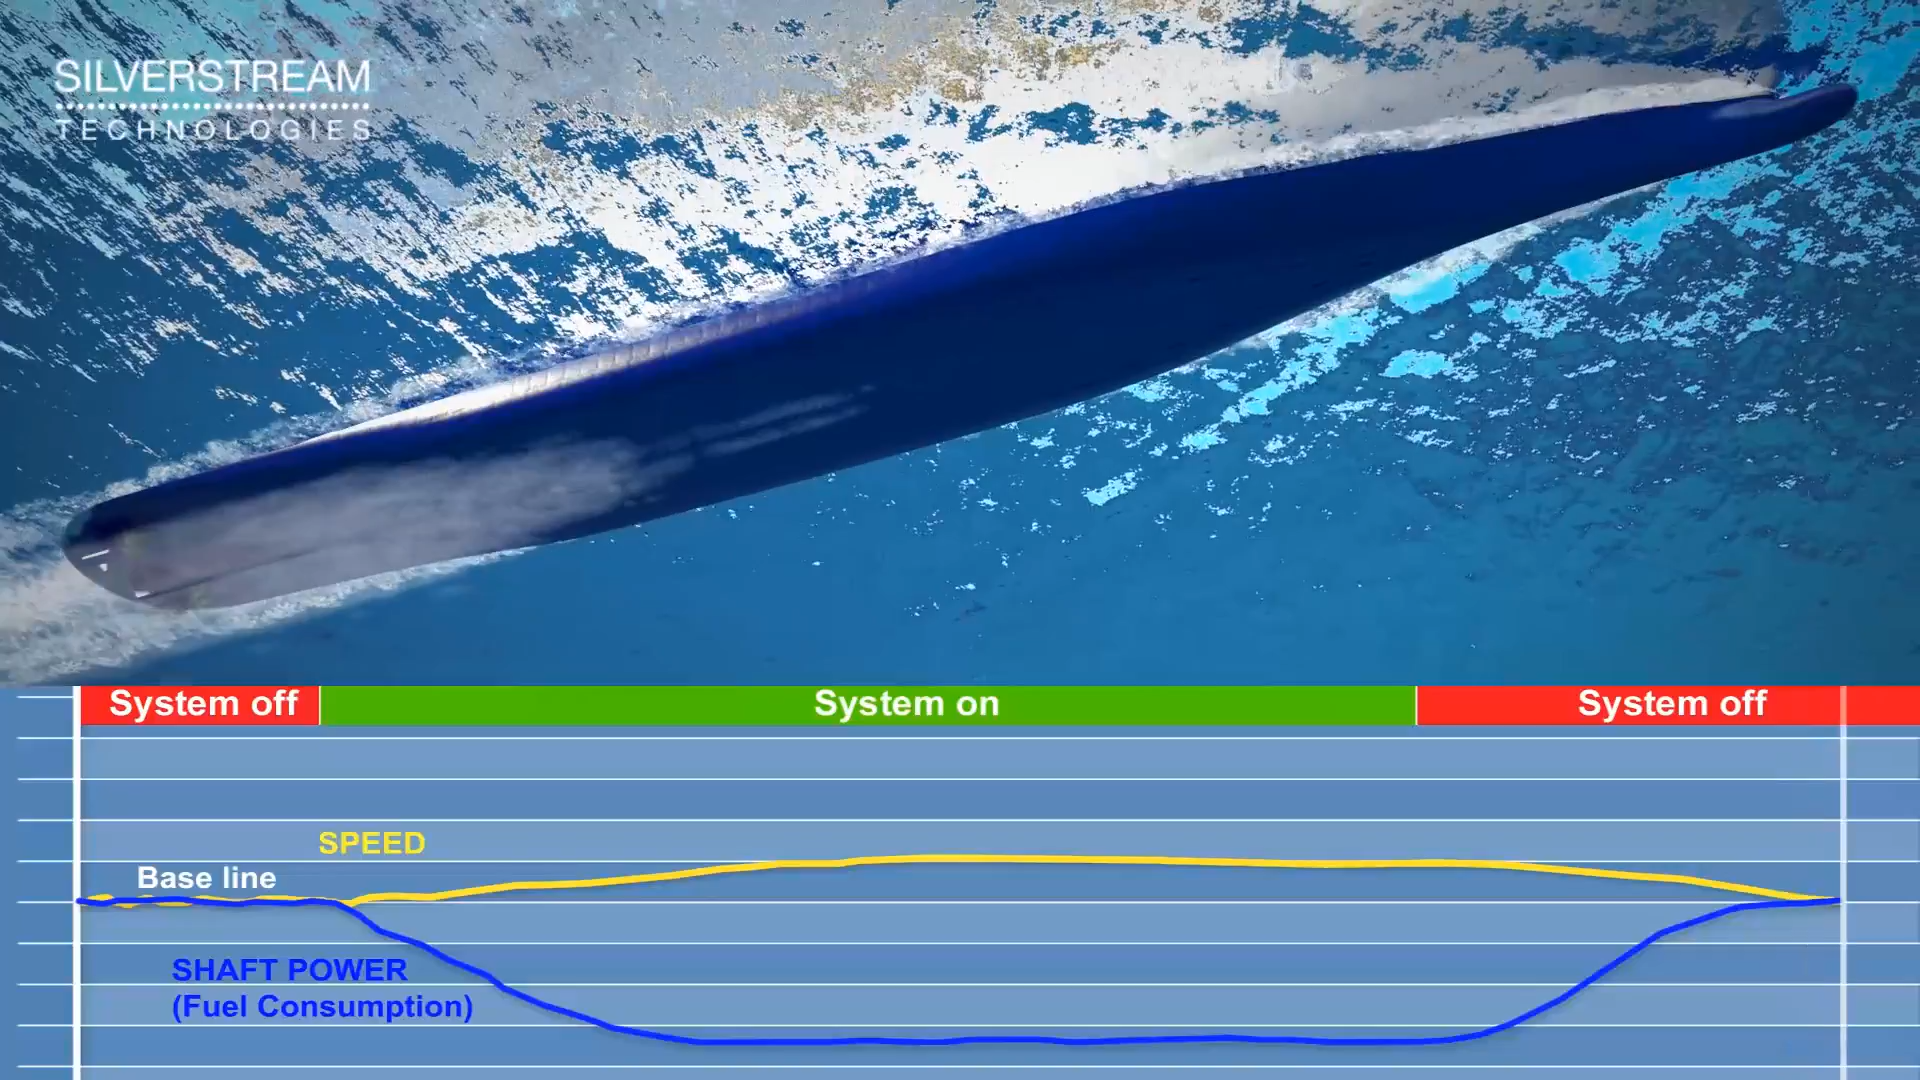 SILVERSTREAM
TECHNOLOGIES
System off
System on
System off
SPEED
Base line
SHAFT POWER
(Fuel Consumption)